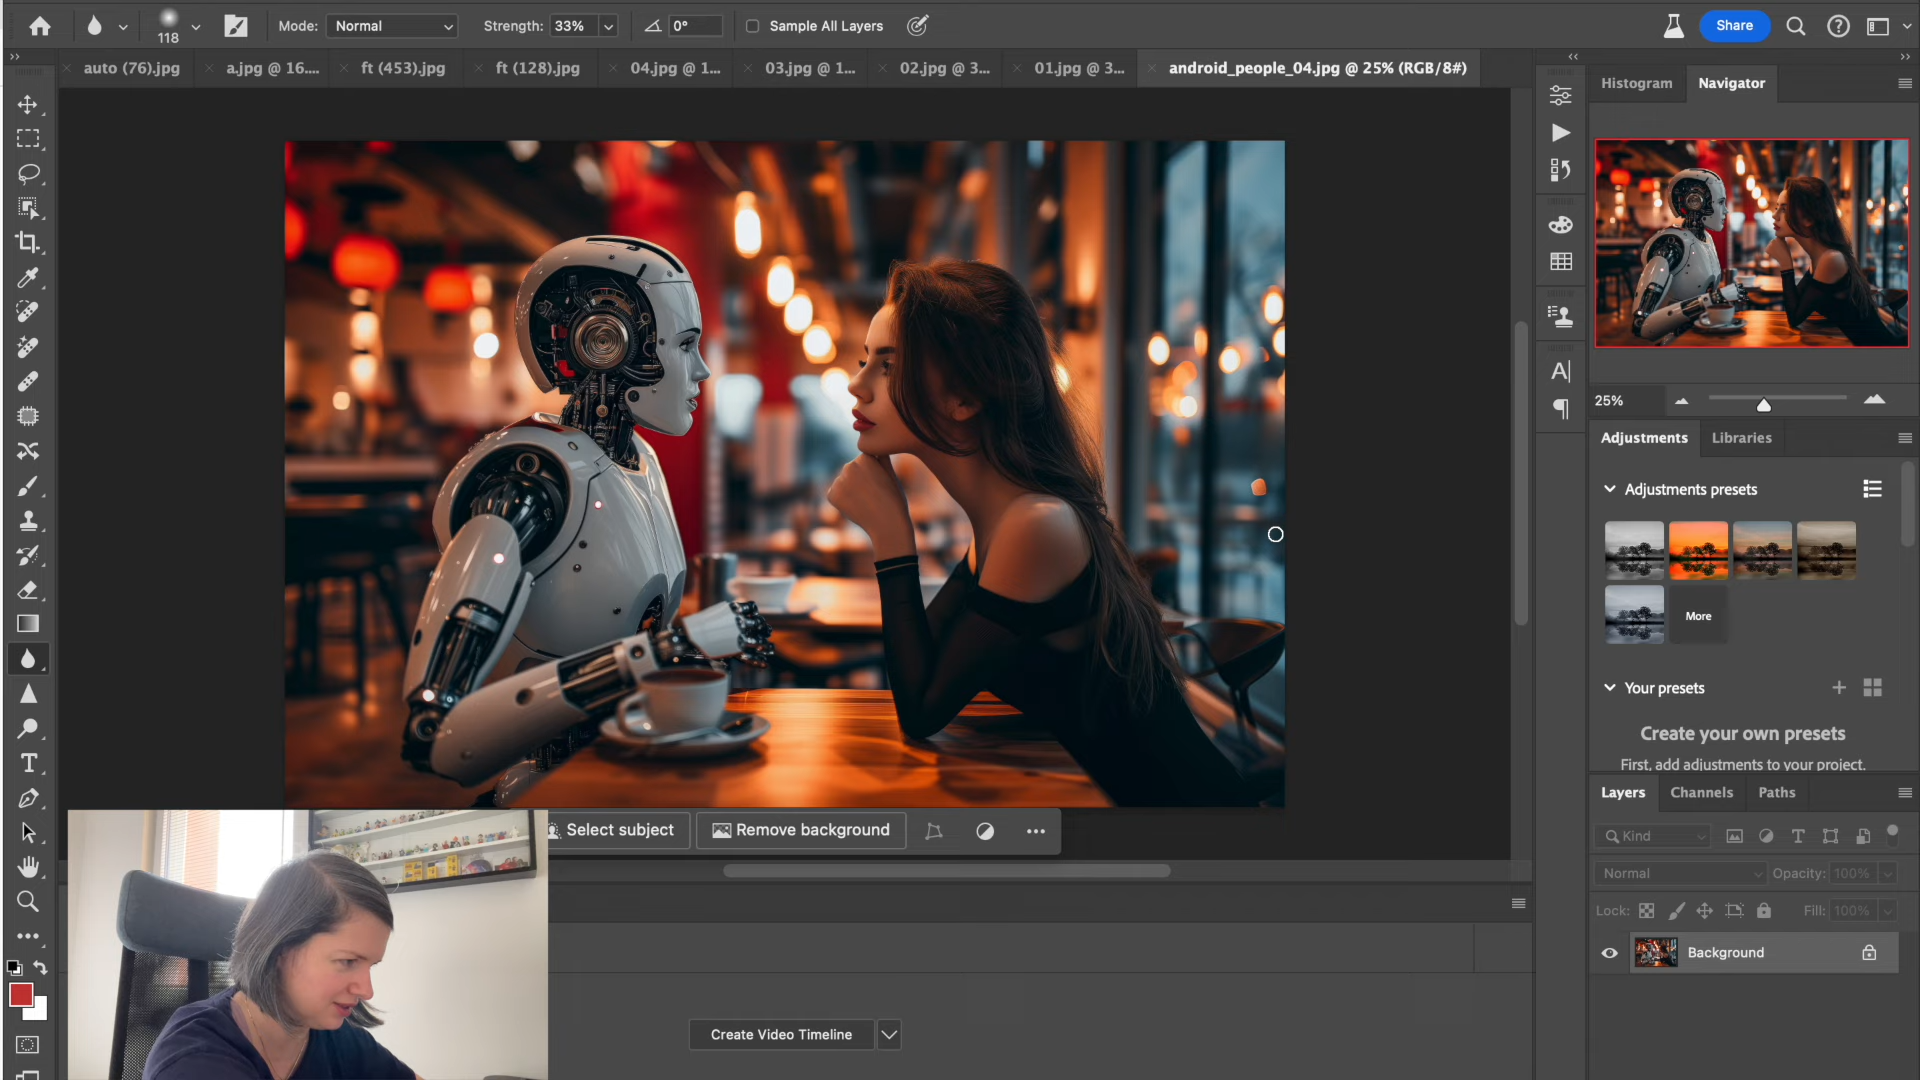 118
Mode: Normal
Strength: 33%
0°
Sample All Layers
Share
auto (76).jpg
a.jpg @ 16....
ft (453).jpg
ft (128).jpg
04.jpg @ 1...
03.jpg @ 1...
02.jpg @ 3...
01.jpg @ 3...
android_people_04.jpg @ 25% (RGB/8#)
Histogram
Navigator
25%
Adjustments
Libraries
Adjustments presets
More
Your presets
Create your own presets
First, add adjustments to your project.
Layers
Channels
Paths
Kind
Normal
Opacity: 100%
Lock:
Fill: 100%
Background
Select subject
Remove background
Create Video Timeline